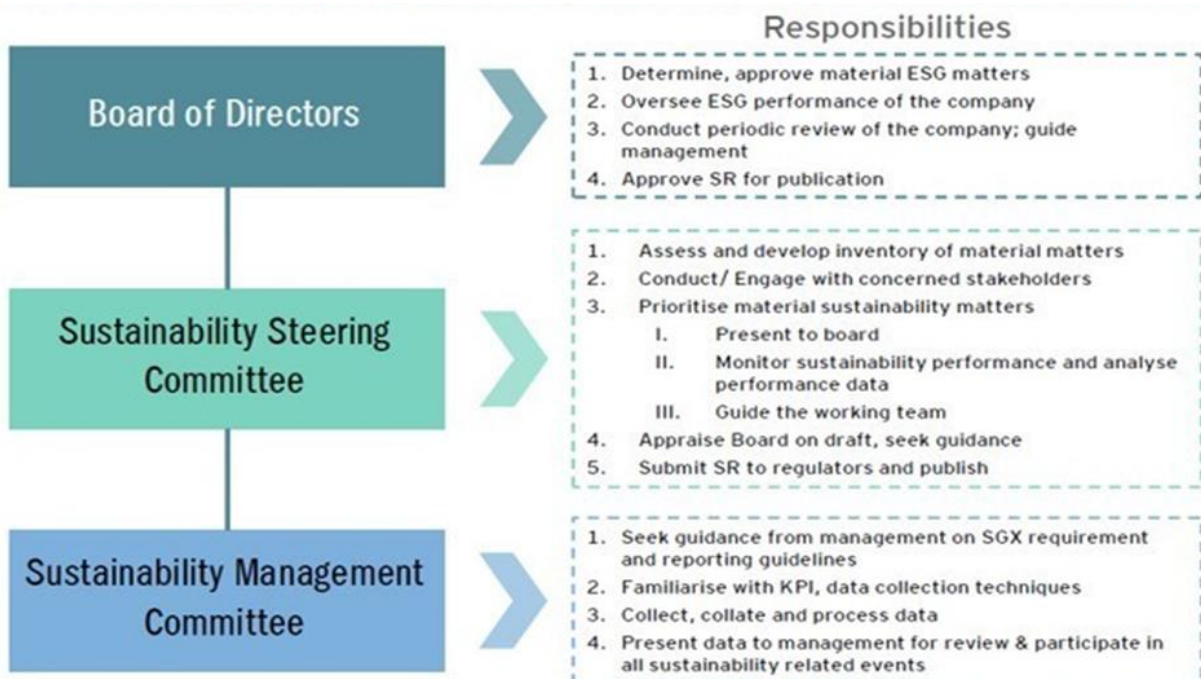 Responsibilities
Board of Directors
1. Determine, approve material ESG matters
2. Oversee ESG performance of the company
3. Conduct periodic review of the company; guide
management
4. Approve SR for publication
Sustainability Steering
Committee
1. Assess and develop inventory of material matters
2. Conduct/ Engage with concerned stakeholders
3. Prioritise material sustainability matters
I. Present to board
II. Monitor sustainability performance and analyse
performance data
III. Guide the working team
4. Appraise Board on draft, seek guidance
5. Submit SR to regulators and publish
Sustainability Management
Committee
1. Seek guidance from management on SGX requirement
and reporting guidelines
2. Familiarise with KPI, data collection techniques
3. Collect, collate and process data
4. Present data to management for review & participate in
all sustainability related events